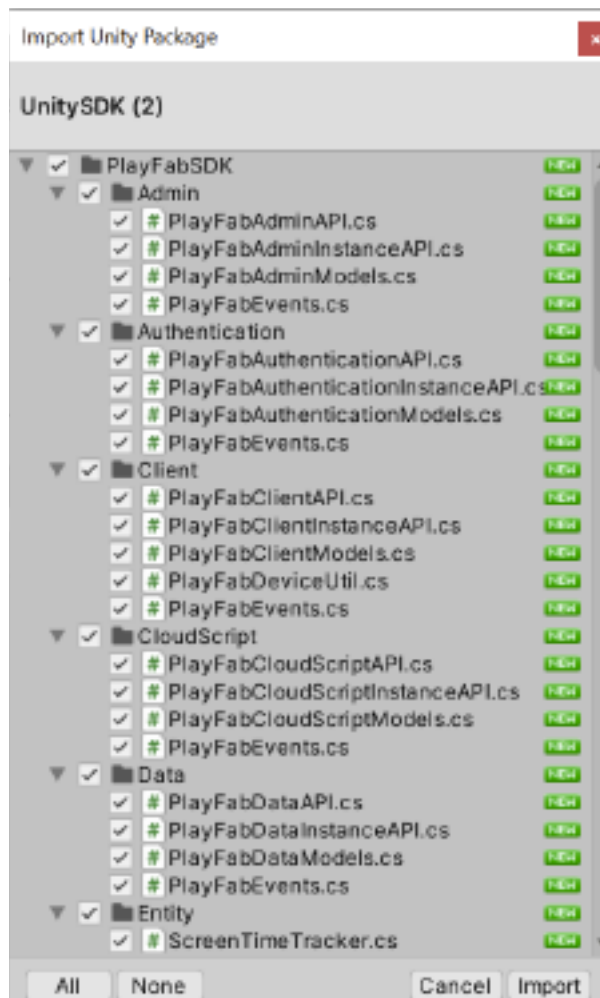 Import Unity Package
UnitySDK (2)
PlayFabSDK NEW
Admin NEW
PlayFabAdminAPI.cs NEW
PlayFabAdminInstanceAPI.cs NEW
PlayFabAdminModels.cs NEW
PlayFabEvents.cs NEW
Authentication NEW
PlayFabAuthenticationAPI.cs NEW
PlayFabAuthenticationInstanceAPI.cs NEW
PlayFabAuthenticationModels.cs NEW
PlayFabEvents.cs NEW
Client NEW
PlayFabClientAPI.cs NEW
PlayFabClientInstanceAPI.cs NEW
PlayFabClientModels.cs NEW
PlayFabDeviceUtil.cs NEW
PlayFabEvents.cs NEW
CloudScript NEW
PlayFabCloudScriptAPI.cs NEW
PlayFabCloudScriptInstanceAPI.cs NEW
PlayFabCloudScriptModels.cs NEW
PlayFabEvents.cs NEW
Data NEW
PlayFabDataAPI.cs NEW
PlayFabDataInstanceAPI.cs NEW
PlayFabDataModels.cs NEW
PlayFabEvents.cs NEW
Entity NEW
ScreenTimeTracker.cs NEW
All None Cancel Import